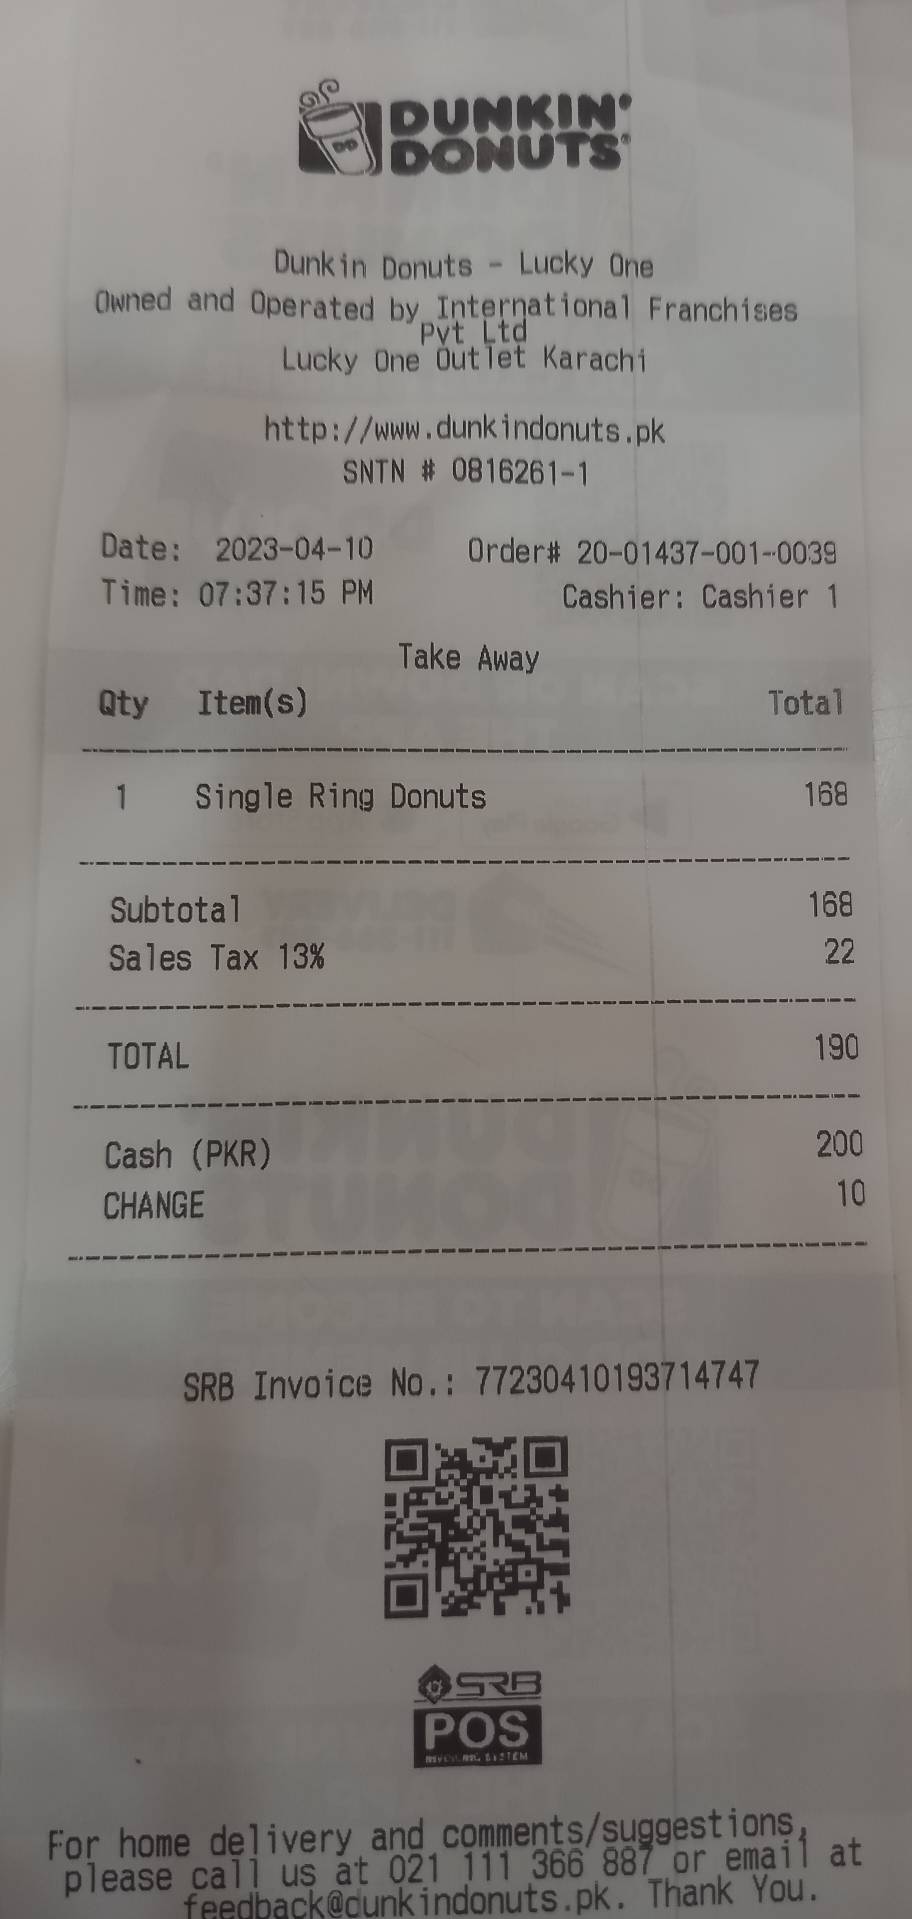 DUNKIN'
DONUTS
Dunkin Donuts - Lucky One
Owned and Operated by International Franchises
Pvt Ltd
Lucky One Outlet Karachi
http://www.dunkindonuts.pk
SNTN # 0816261-1
Date: 2023-04-10 Order# 20-01437-001-0039
Time: 07:37:15 PM Cashier: Cashier 1
Take Away
Qty Item(s) Total
1 Single Ring Donuts 168
Subtotal 168
Sales Tax 13% 22
TOTAL 190
Cash (PKR) 200
CHANGE 10
SRB Invoice No.: 77230410193714747
SRB
POS
For home delivery and comments/suggestions,
please call us at 021 111 366 887 or email at
feedback@dunkindonuts.pk. Thank You.